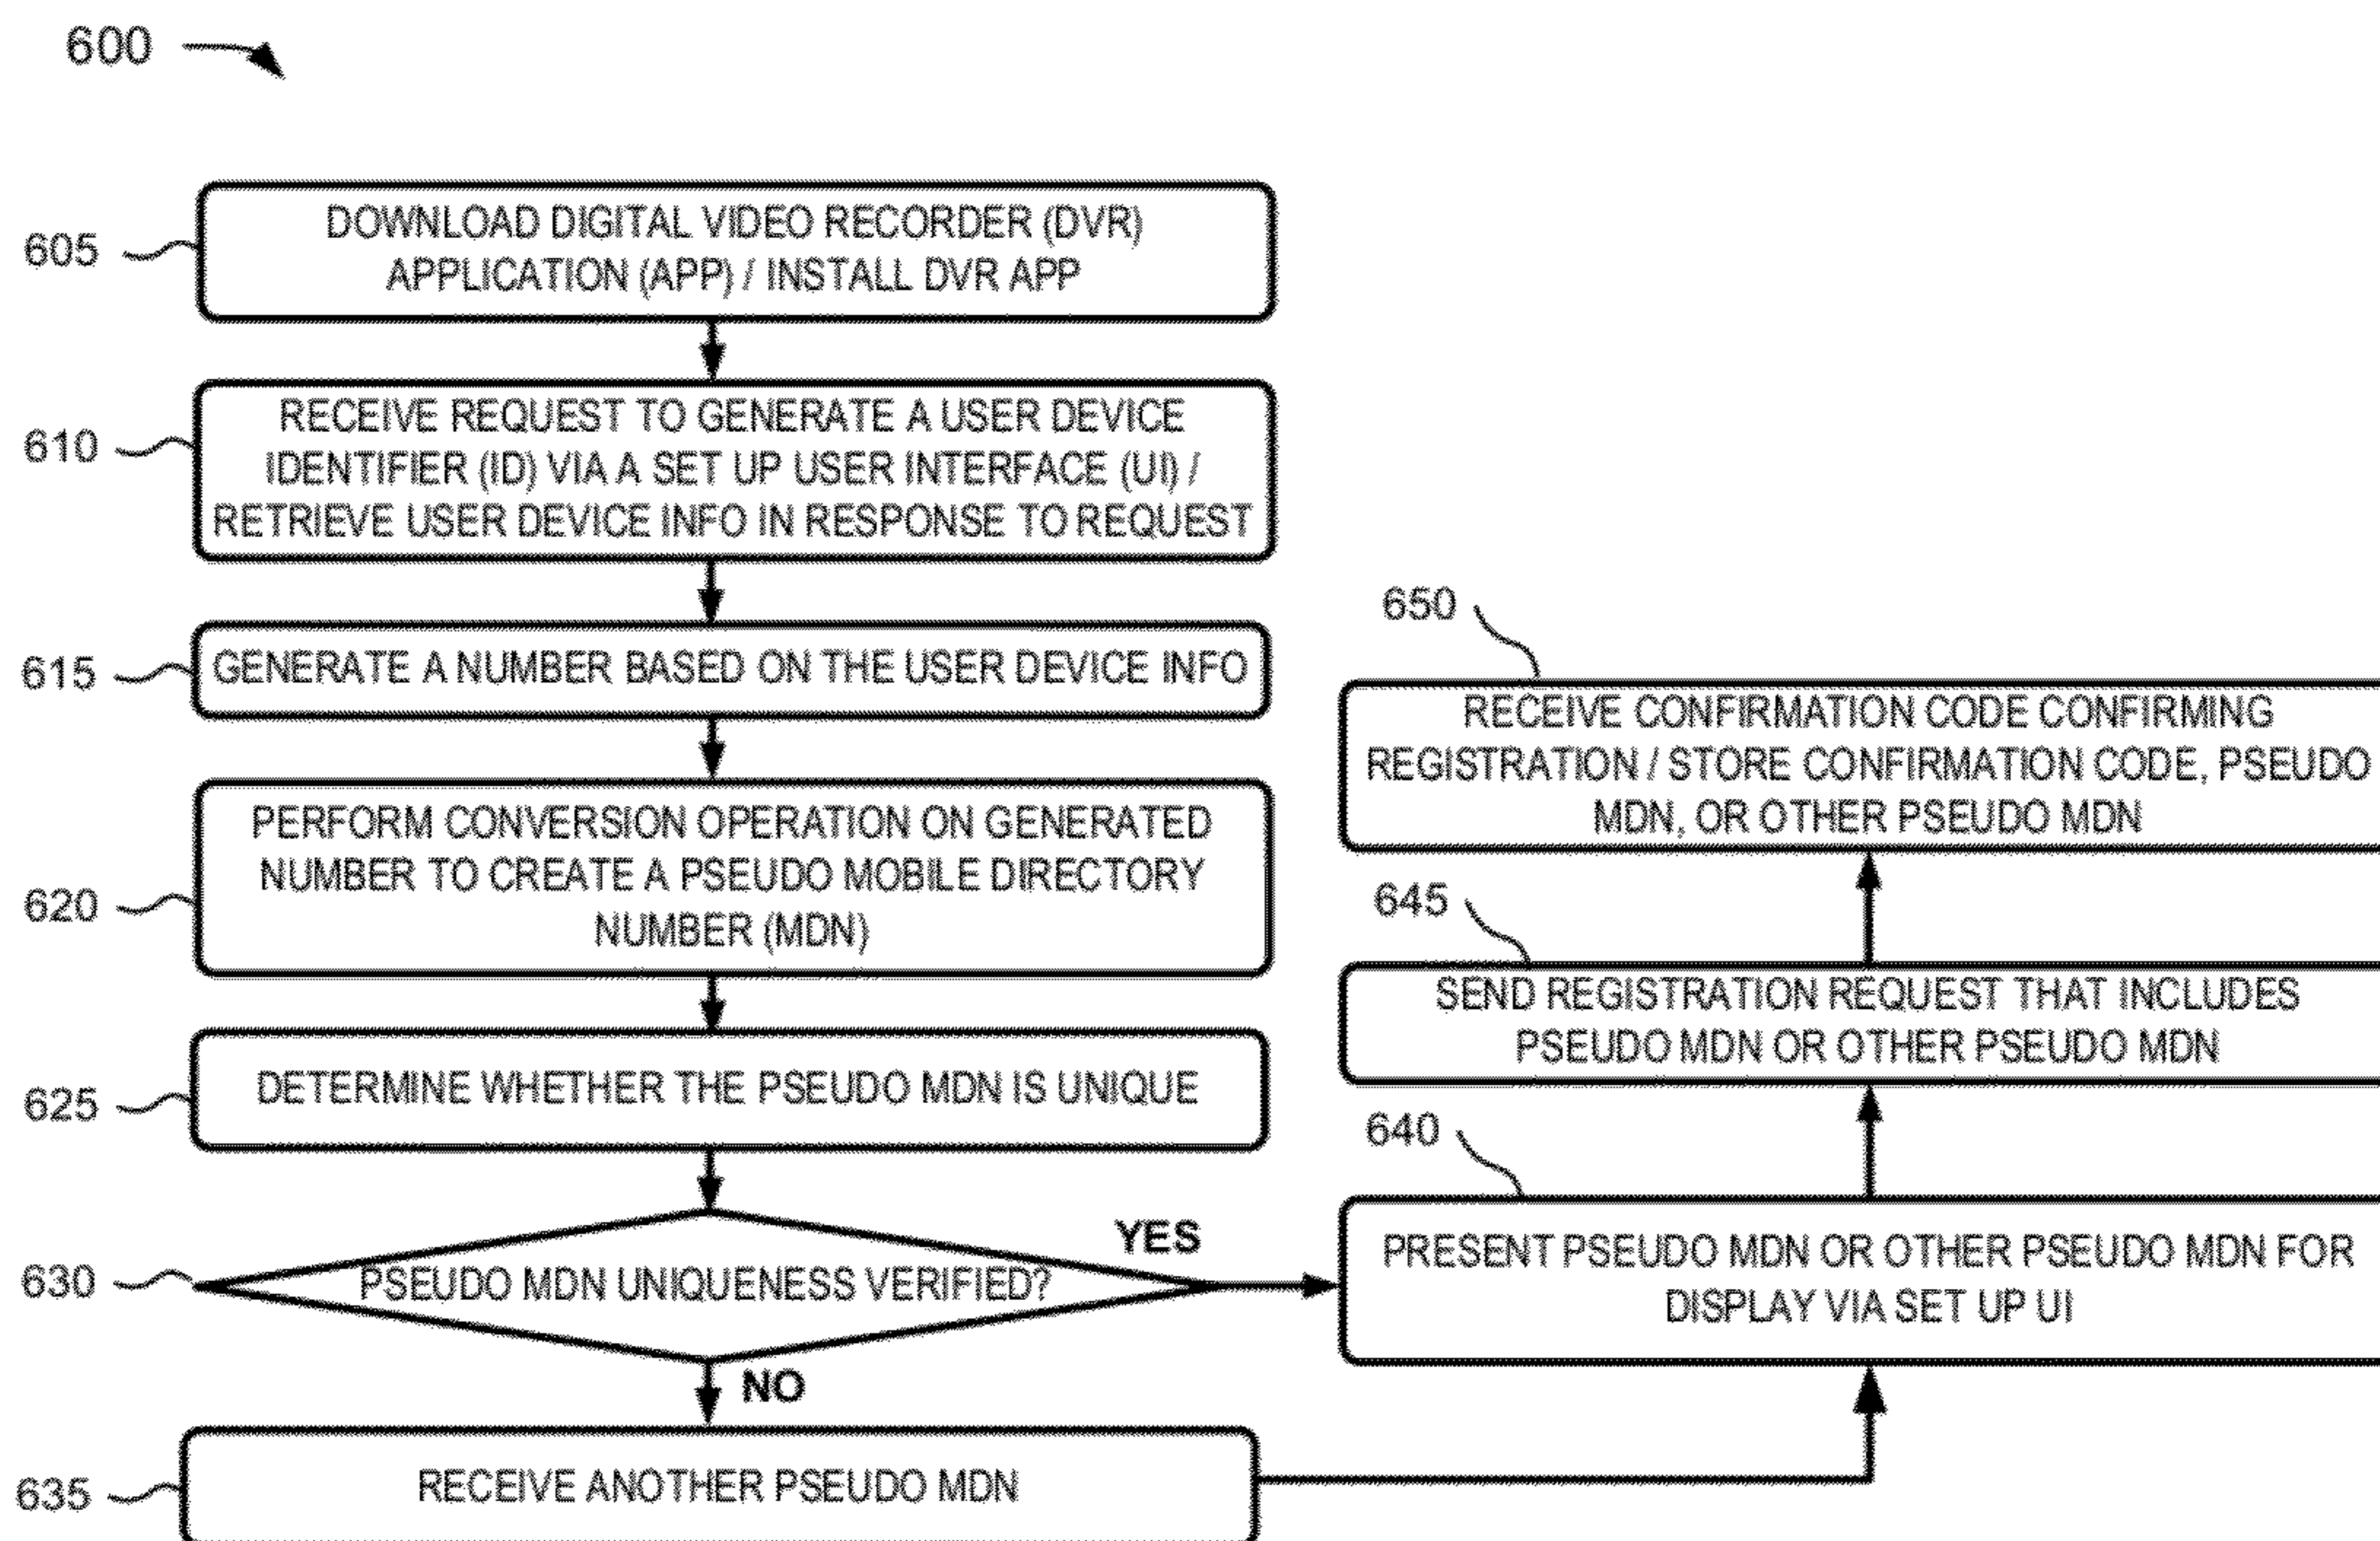 600
605
DOWNLOAD DIGITAL VIDEO RECORDER (DVR)
APPLICATION (APP) / INSTALL DVR APP
610
RECEIVE REQUEST TO GENERATE A USER DEVICE
IDENTIFIER (ID) VIA A SET UP USER INTERFACE (UI) /
RETRIEVE USER DEVICE INFO IN RESPONSE TO REQUEST
615
GENERATE A NUMBER BASED ON THE USER DEVICE INFO
620
PERFORM CONVERSION OPERATION ON GENERATED
NUMBER TO CREATE A PSEUDO MOBILE DIRECTORY
NUMBER (MDN)
625
DETERMINE WHETHER THE PSEUDO MDN IS UNIQUE
630
PSEUDO MDN UNIQUENESS VERIFIED?
YES
NO
635
RECEIVE ANOTHER PSEUDO MDN
640
PRESENT PSEUDO MDN OR OTHER PSEUDO MDN FOR
DISPLAY VIA SET UP UI
645
SEND REGISTRATION REQUEST THAT INCLUDES
PSEUDO MDN OR OTHER PSEUDO MDN
650
RECEIVE CONFIRMATION CODE CONFIRMING
REGISTRATION / STORE CONFIRMATION CODE, PSEUDO
MDN, OR OTHER PSEUDO MDN